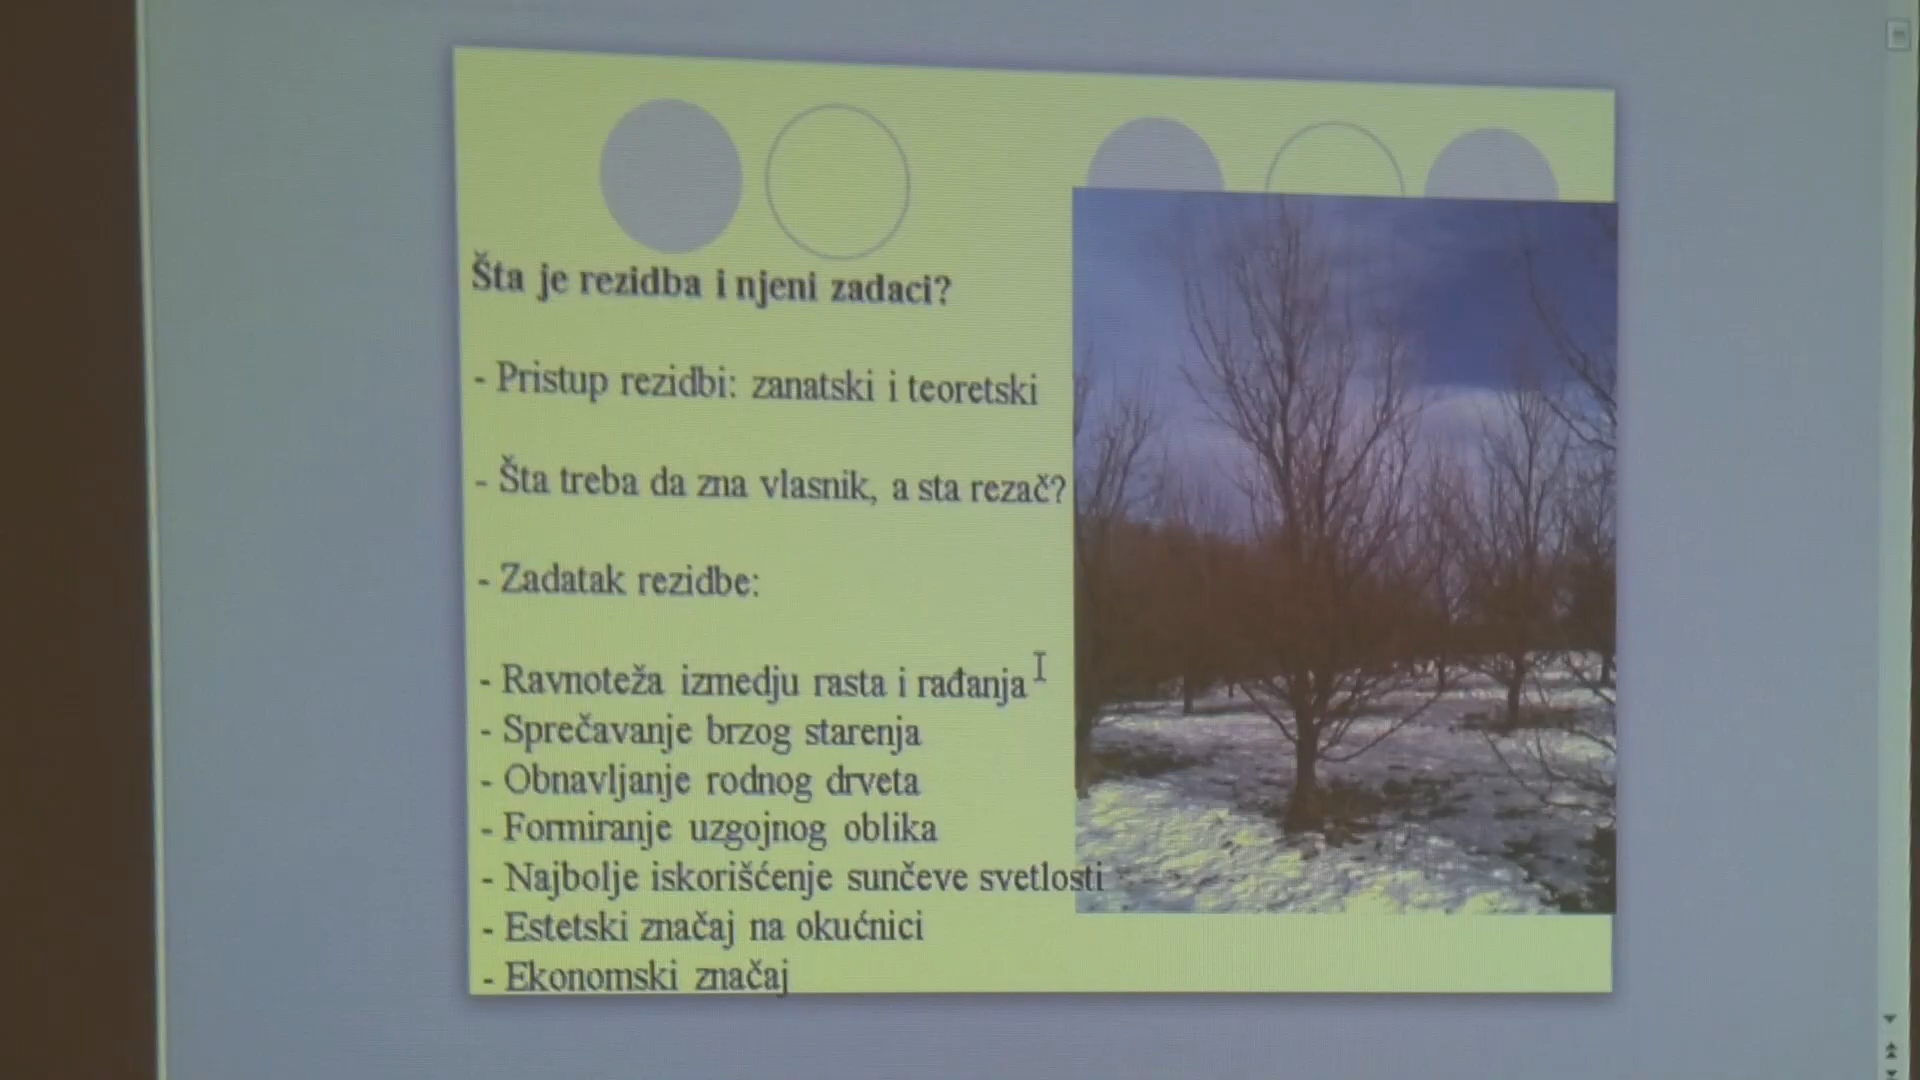 Šta je rezidba i njeni zadaci?
- Pristup rezidbi: zanatski i teoretski
- Šta treba da zna vlasnik, a sta rezač?
- Zadatak rezidbe:
- Ravnoteža izmedju rasta i rađanja
- Sprečavanje brzog starenja
- Obnavljanje rodnog drveta
- Formiranje uzgojnog oblika
- Najbolje iskorišćenje sunčeve svetlosti
- Estetski značaj na okućnici
- Ekonomski značaj